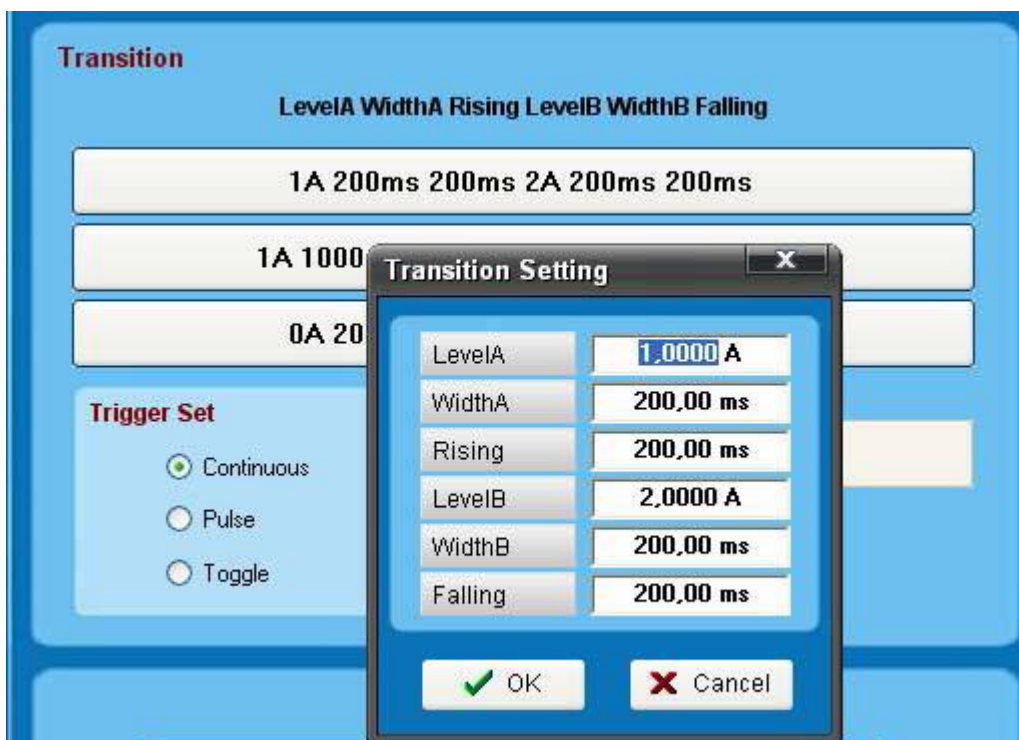 Transition
LevelA WidthA Rising LevelB WidthB Falling
1A 200ms 200ms 2A 200ms 200ms
1A 1000
0A 20
Transition Setting
X
LevelA 1,0000 A
WidthA 200,00 ms
Rising 200,00 ms
LevelB 2,0000 A
WidthB 200,00 ms
Falling 200,00 ms
OK Cancel
Trigger Set
Continuous
Pulse
Toggle